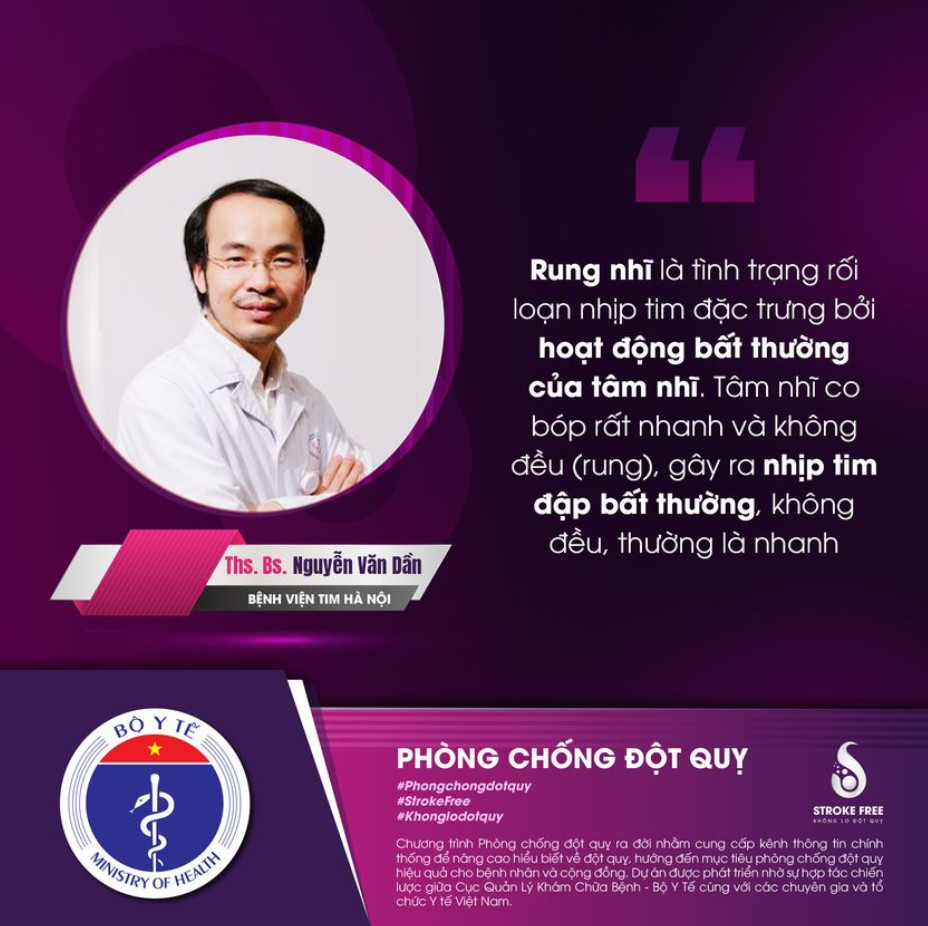 Rung nhĩ là tình trạng rối
loạn nhịp tim đặc trưng bởi
hoạt động bất thường
của tâm nhĩ. Tâm nhĩ co
bóp rất nhanh và không
đều (rung), gây ra nhịp tim
đập bất thường, không
đều, thường là nhanh
Ths. Bs. Nguyễn Văn Dần
BỆNH VIỆN TIM HÀ NỘI
BỘ Y TẾ
MINISTRY OF HEALTH
PHÒNG CHỐNG ĐỘT QUỴ
#Phongchongdotquy
#StrokeFree
#Khonglodotquy
STROKE FREE
KHÔNG LO ĐỘT QUỴ
Chương trình Phòng chống đột quỵ ra đời nhằm cung cấp kênh thông tin chính
thống để nâng cao hiểu biết về đột quỵ, hướng đến mục tiêu phòng chống đột quỵ
hiệu quả cho bệnh nhân và cộng đồng. Dự án được phát triển nhờ sự hợp tác chiến
lược giữa Cục Quản Lý Khám Chữa Bệnh - Bộ Y Tế cùng với các chuyên gia và tổ
chức Y tế Việt Nam.